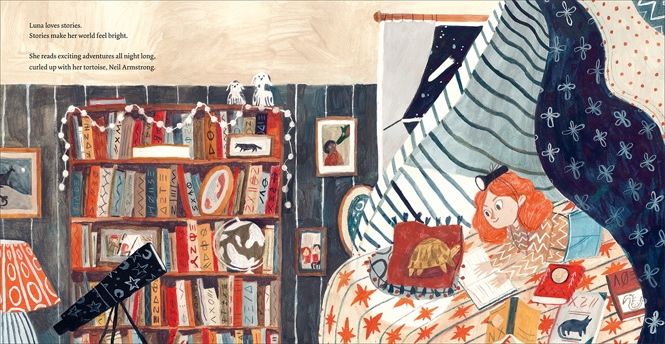 Luna loves stories.
Stories make her world feel bright.
She reads exciting adventures all night long,
curled up with her tortoise, Neil Armstrong.